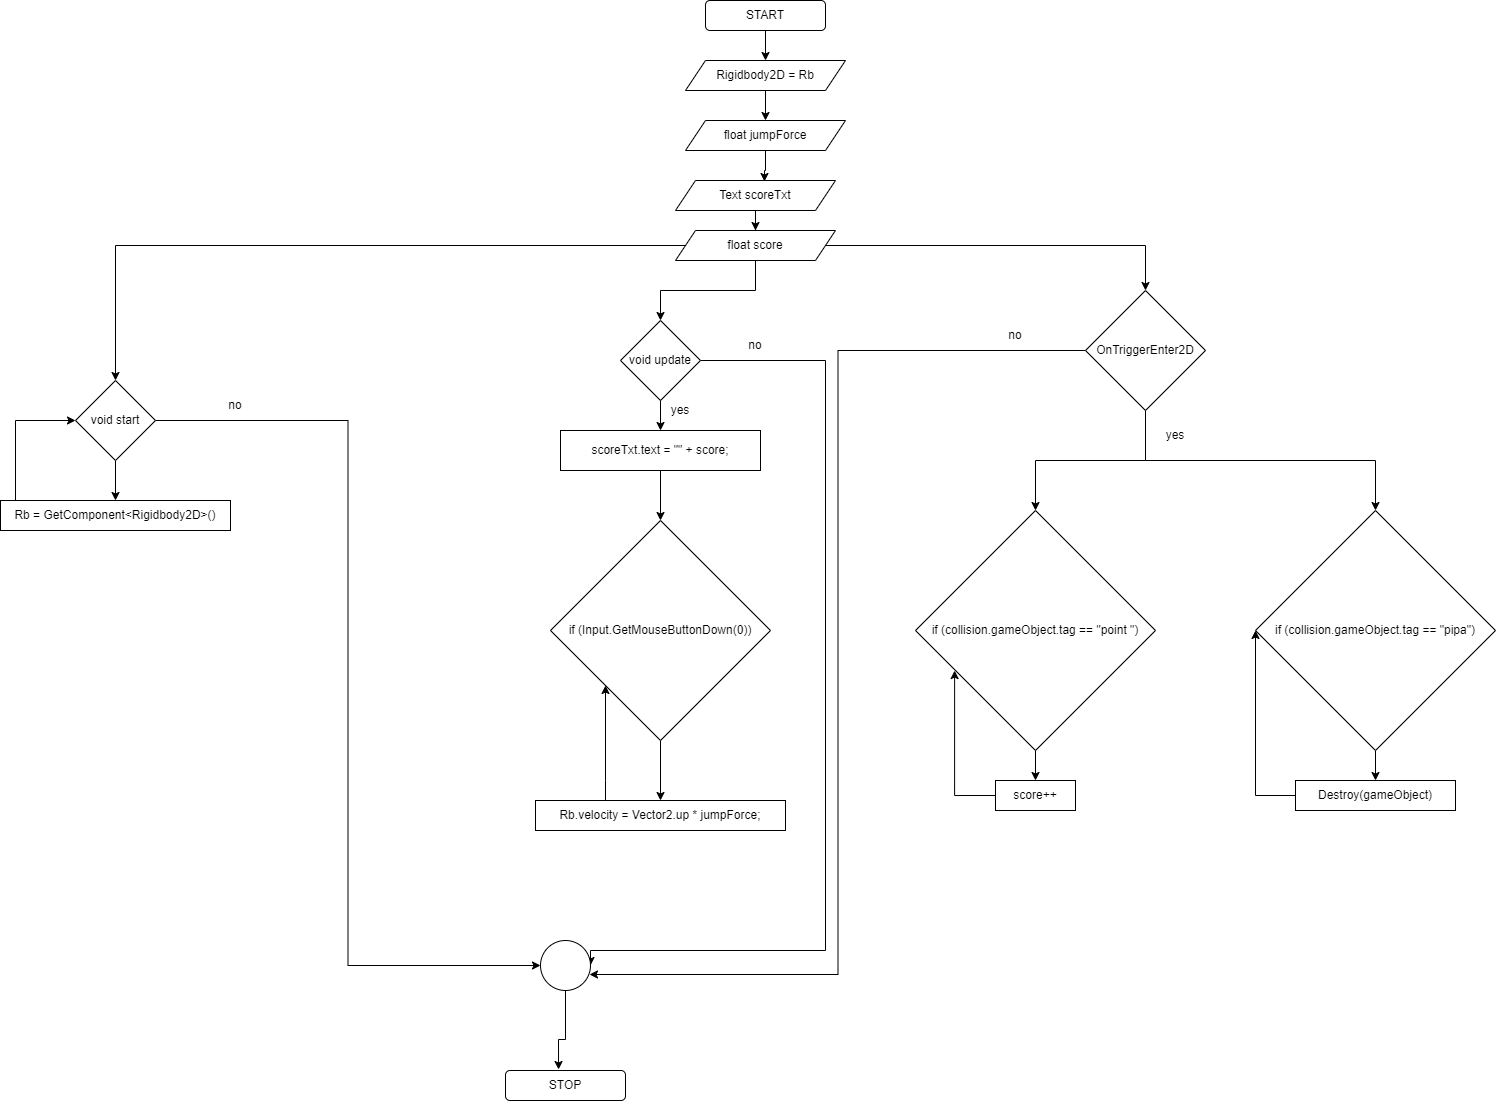 START
Rigidbody2D = Rb
float jumpForce
Text scoreTxt
float score
no
no
OnTriggerEnter2D
void update
no
void start
yes
yes
scoreTxt.text = "" + score;
Rb = GetComponent<Rigidbody2D>()
if (Input.GetMouseButtonDown(0))
if (collision.gameObject.tag == "point ")
if (collision.gameObject.tag == "pipa")
score++
Destroy(gameObject)
Rb.velocity = Vector2.up * jumpForce;
STOP